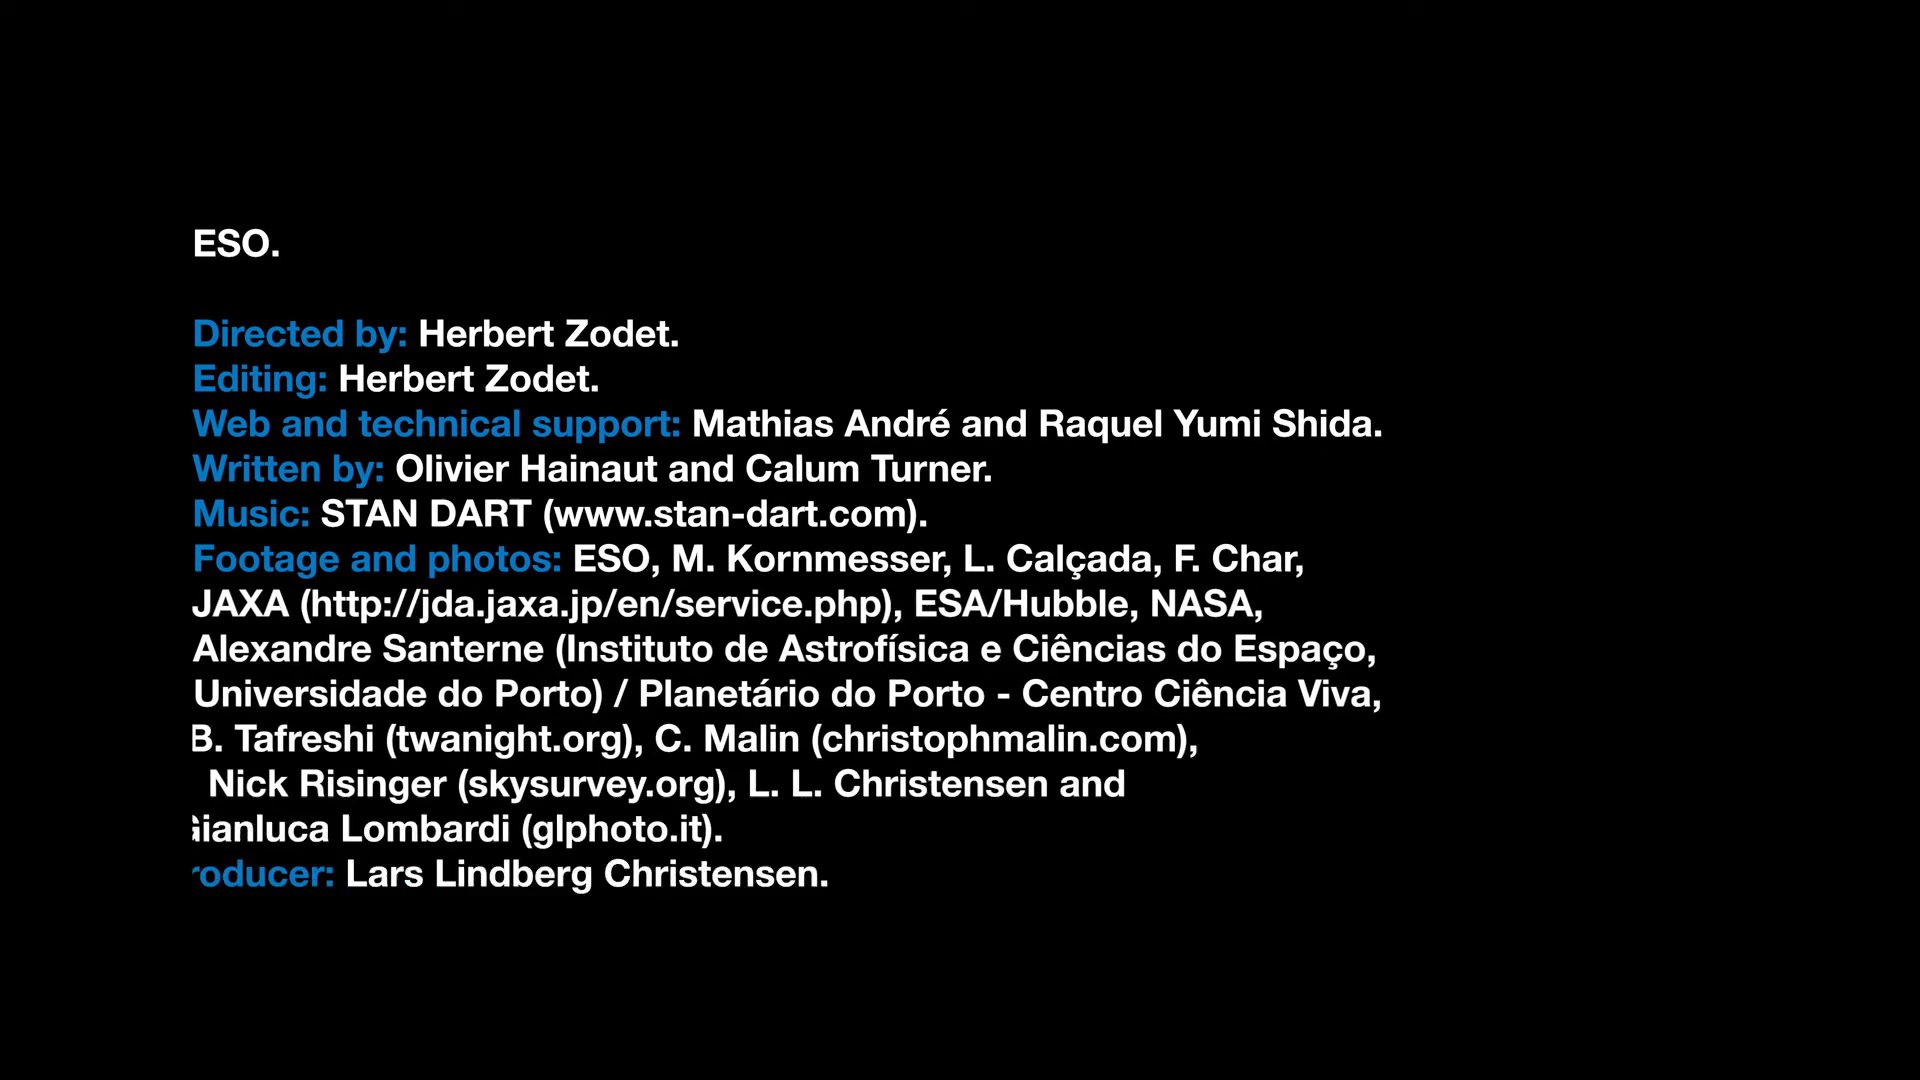 ESO.
Directed by: Herbert Zodet.
Editing: Herbert Zodet.
Web and technical support: Mathias André and Raquel Yumi Shida.
Written by: Olivier Hainaut and Calum Turner.
Music: STAN DART (www.stan-dart.com).
Footage and photos: ESO, M. Kornmesser, L. Calçada, F. Char,
JAXA (http://jda.jaxa.jp/en/service.php), ESA/Hubble, NASA,
Alexandre Santerne (Instituto de Astrofísica e Ciências do Espaço,
Universidade do Porto) / Planetário do Porto - Centro Ciência Viva,
B. Tafreshi (twanight.org), C. Malin (christophmalin.com),
Nick Risinger (skysurvey.org), L. L. Christensen and
Gianluca Lombardi (glphoto.it).
roducer: Lars Lindberg Christensen.